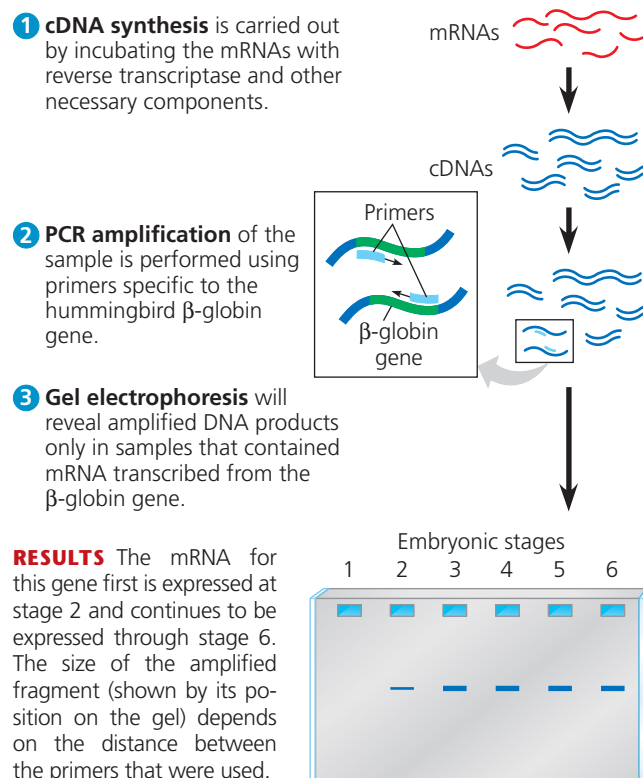 1 cDNA synthesis is carried out
by incubating the mRNAs with
reverse transcriptase and other
necessary components.
mRNAs
cDNAs
2 PCR amplification of the
sample is performed using
primers specific to the
hummingbird β-globin
gene.
Primers
β-globin
gene
3 Gel electrophoresis will
reveal amplified DNA products
only in samples that contained
mRNA transcribed from the
β-globin gene.
RESULTS The mRNA for
this gene first is expressed at
stage 2 and continues to be
expressed through stage 6.
The size of the amplified
fragment (shown by its po-
sition on the gel) depends
on the distance between
the primers that were used.
Embryonic stages
1 2 3 4 5 6